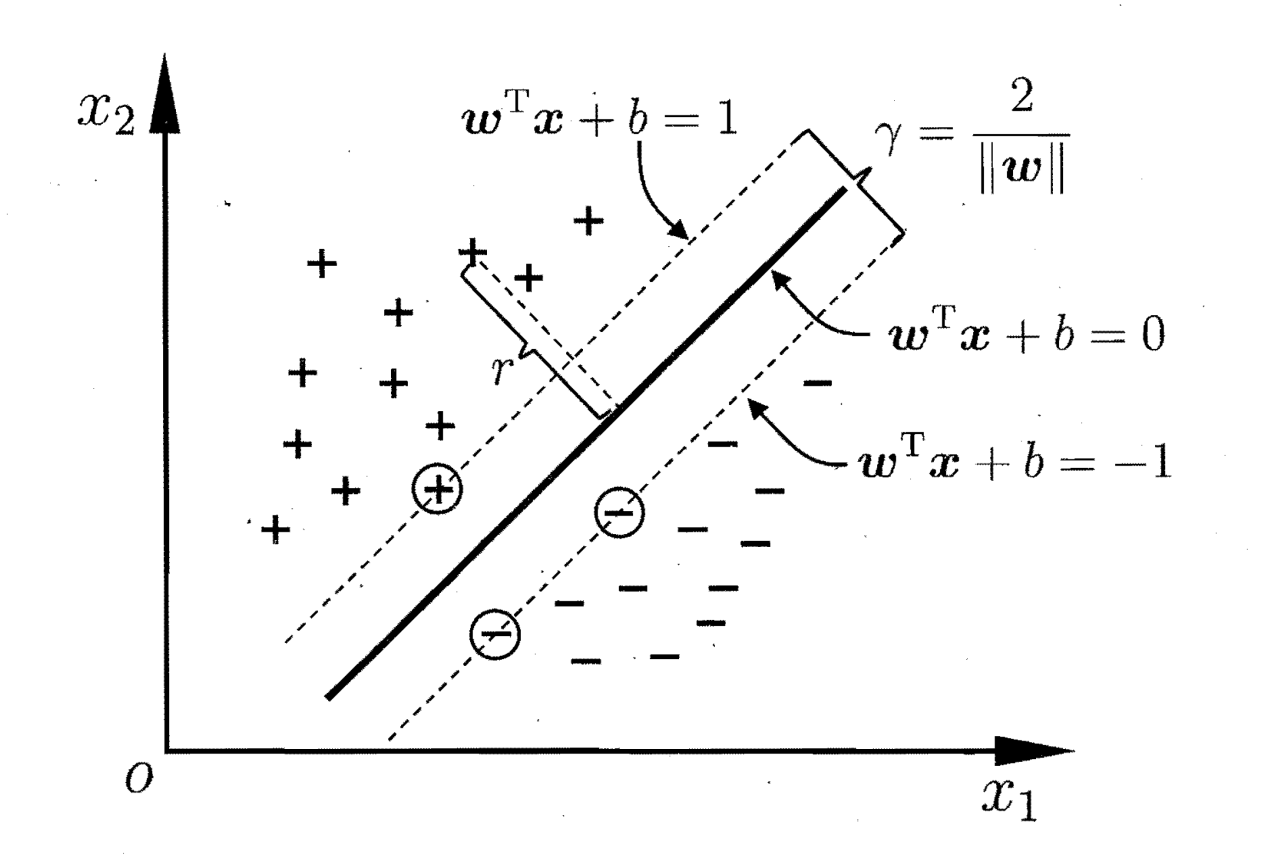 x₂
𝒘ᵀ𝒙 + b = 1
γ = 2 / ‖𝒘‖
r
𝒘ᵀ𝒙 + b = 0
𝒘ᵀ𝒙 + b = −1
O
x₁